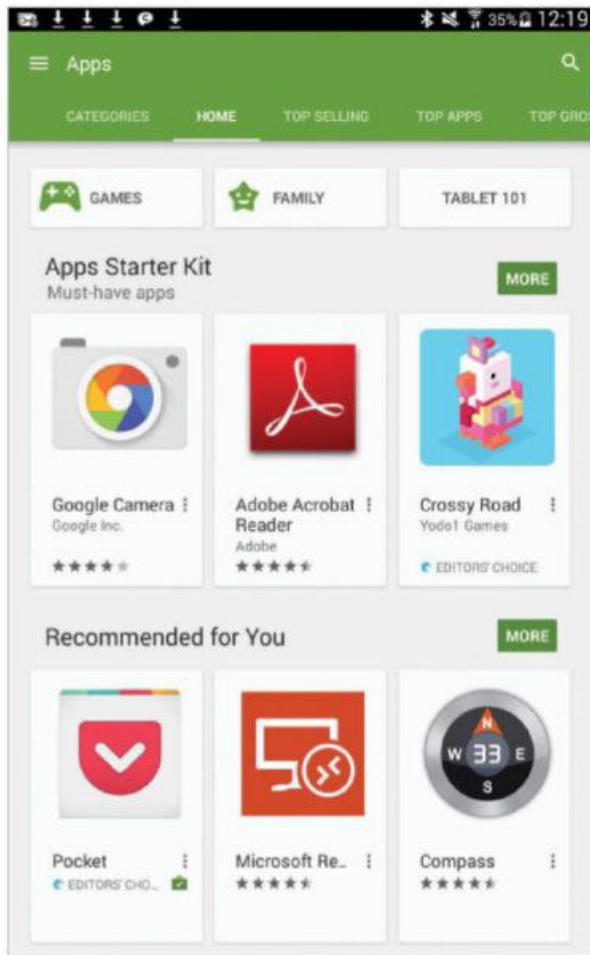 35% 12:19
Apps
CATEGORIES HOME TOP SELLING TOP APPS TOP GRO
GAMES FAMILY TABLET 101
Apps Starter Kit
MORE
Must-have apps
Google Camera Adobe Acrobat Crossy Road
Google Inc. Reader Yodo1 Games
Adobe
EDITORS' CHOICE
Recommended for You
MORE
N
W 33 E
S
Pocket Microsoft Re... Compass
EDITORS' CHO...